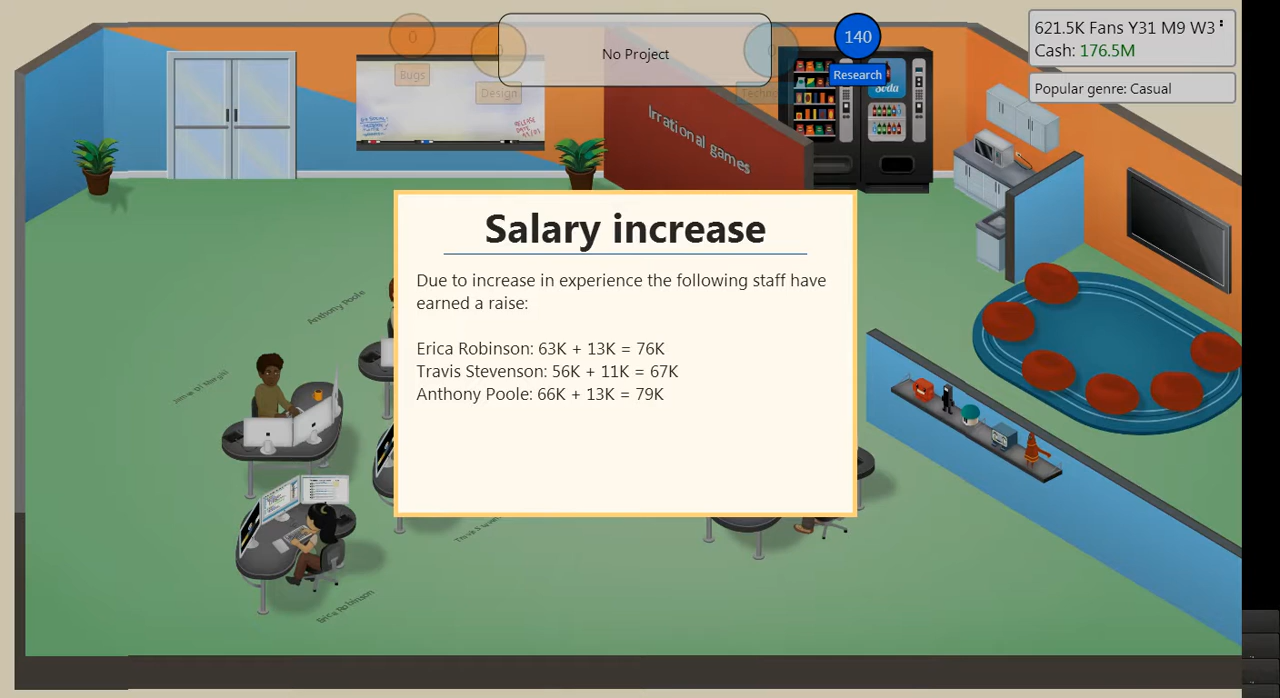 0
Bugs
Design
No Project
140
Research
621.5K Fans Y31 M9 W3
Cash: 176.5M
Popular genre: Casual
Soda
Irrational games
Salary increase
Due to increase in experience the following staff have
earned a raise:
Erica Robinson: 63K + 13K = 76K
Travis Stevenson: 56K + 11K = 67K
Anthony Poole: 66K + 13K = 79K
Anthony Poole
Erica Robinson